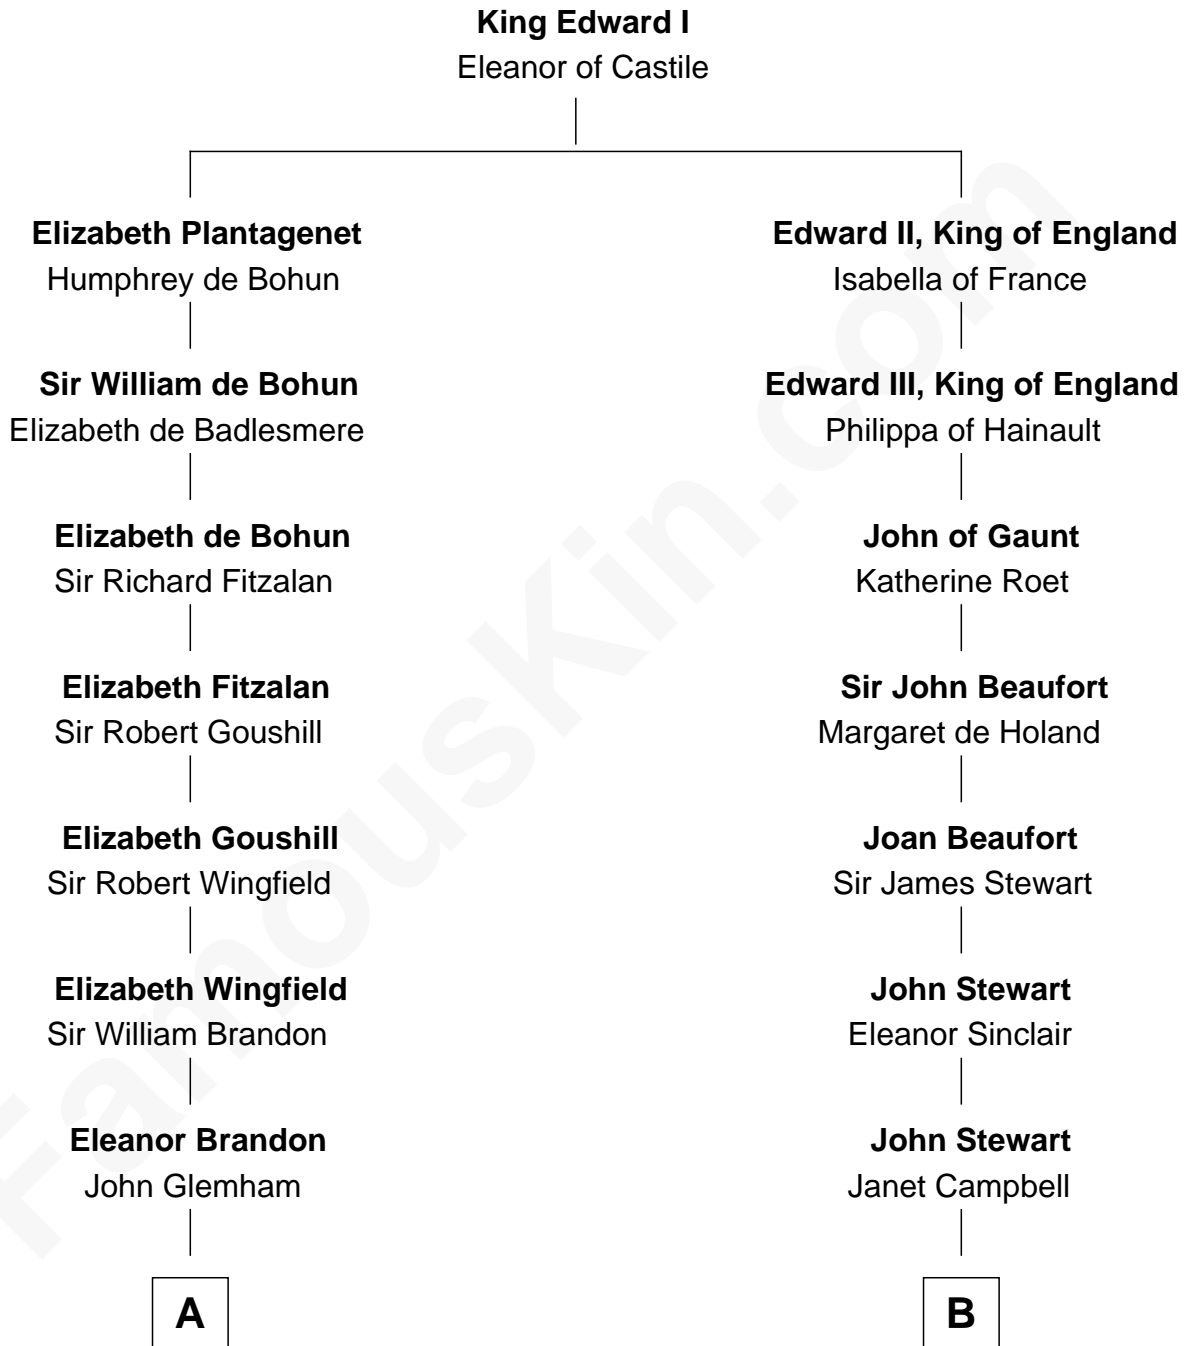 King Edward I
Eleanor of Castile
Elizabeth Plantagenet
Humphrey de Bohun
Edward II, King of England
Isabella of France
Sir William de Bohun
Elizabeth de Badlesmere
Edward III, King of England
Philippa of Hainault
Elizabeth de Bohun
Sir Richard Fitzalan
John of Gaunt
Katherine Roet
Elizabeth Fitzalan
Sir Robert Goushill
Sir John Beaufort
Margaret de Holand
Elizabeth Goushill
Sir Robert Wingfield
Joan Beaufort
Sir James Stewart
Elizabeth Wingfield
Sir William Brandon
John Stewart
Eleanor Sinclair
Eleanor Brandon
John Glemham
John Stewart
Janet Campbell
A
B
FamousKin.com